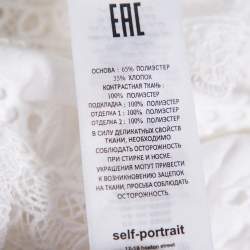 EAC
ОСНОВА : 65% ПОЛИЭСТЕР
35% ХЛОПОК
КОНТРАСТНАЯ ТКАНЬ :
100% ПОЛИЭСТЕР
ПОДКЛАДКА : 100% ПОЛИЭСТЕР
ОТДЕЛКА 1 : 100% ПОЛИЭСТЕР
ОТДЕЛКА 2 : 100% ПОЛИЭСТЕР
В СИЛУ ДЕЛИКАТНЫХ СВОЙСТВ
ТКАНИ, НЕОБХОДИМО
СОБЛЮДАТЬ ОСТОРОЖНОСТЬ
ПРИ СТИРКЕ И НОСКЕ.
УКРАШЕНИЯ МОГУТ ПРИВЕСТИ
К ВОЗНИКНОВЕНИЮ ЗАЦЕПОК
НА ТКАНИ, ПРОСЬБА СОБЛЮДАТЬ
ОСТОРОЖНОСТЬ
self-portrait
street